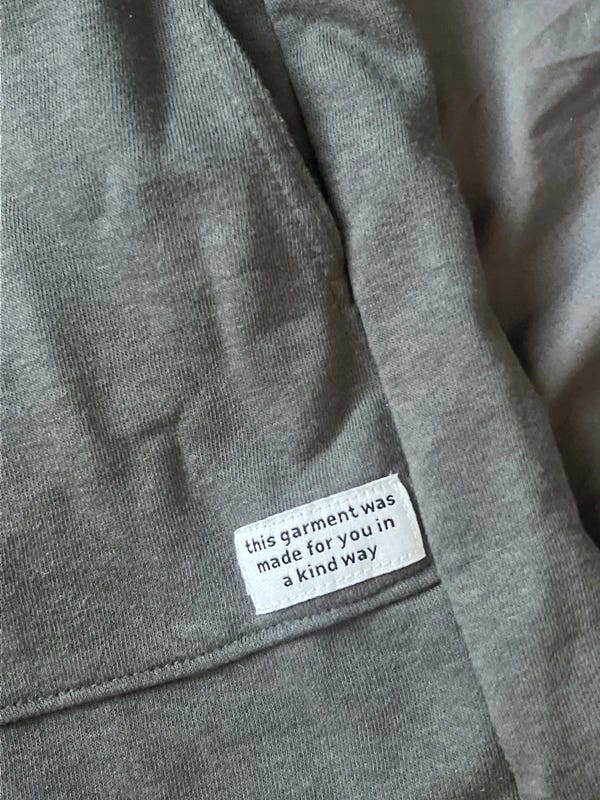 this garment was
made for you in
a kind way